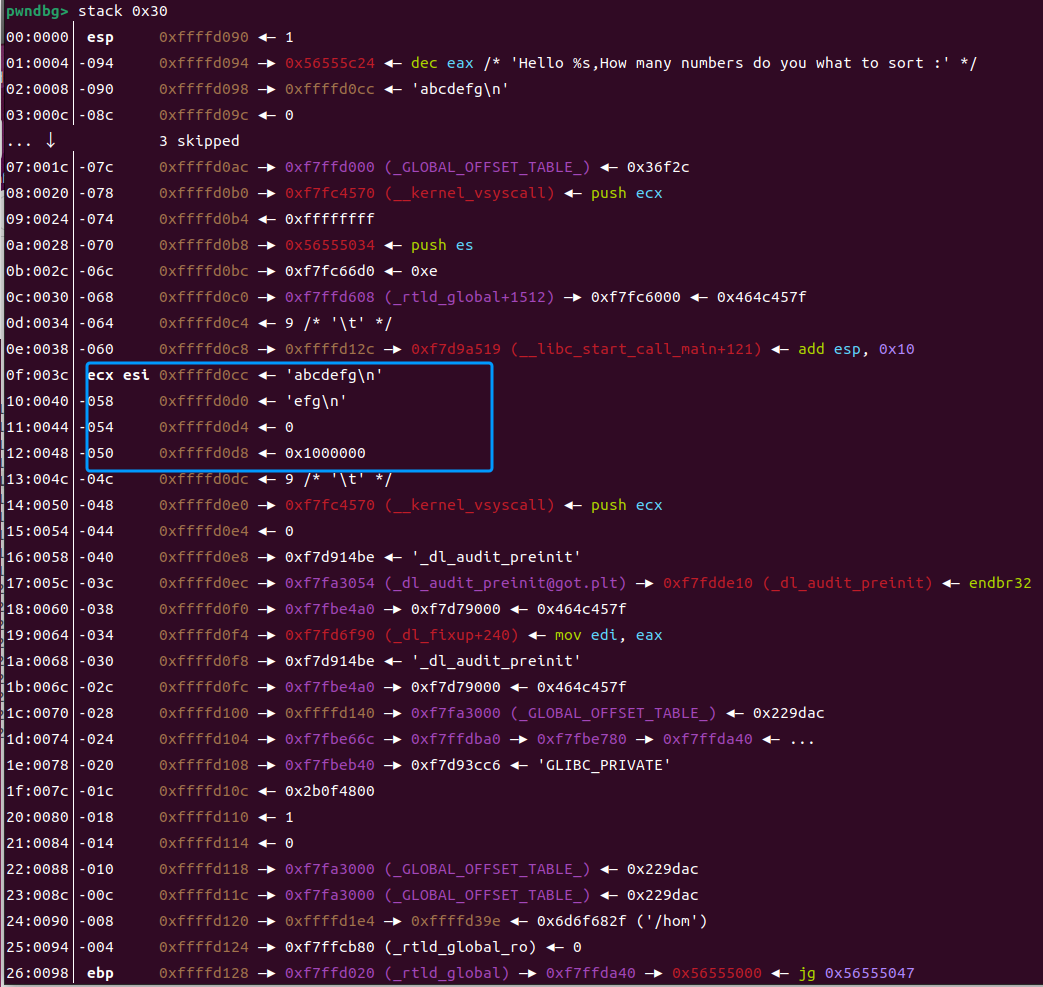 pwndbg> stack 0x30
00:0000│ esp 0xffffd090 ◂— 1
01:0004│-094 0xffffd094 —▸ 0x56555c24 ◂— dec eax /* 'Hello %s,How many numbers do you what to sort :' */
02:0008│-090 0xffffd098 —▸ 0xffffd0cc ◂— 'abcdefg\n'
03:000c│-08c 0xffffd09c ◂— 0
... ↓ 3 skipped
07:001c│-07c 0xffffd0ac —▸ 0xf7ffd000 (_GLOBAL_OFFSET_TABLE_) ◂— 0x36f2c
08:0020│-078 0xffffd0b0 —▸ 0xf7fc4570 (__kernel_vsyscall) ◂— push ecx
09:0024│-074 0xffffd0b4 ◂— 0xffffffff
0a:0028│-070 0xffffd0b8 —▸ 0x56555034 ◂— push es
0b:002c│-06c 0xffffd0bc —▸ 0xf7fc66d0 ◂— 0xe
0c:0030│-068 0xffffd0c0 —▸ 0xf7ffd608 (_rtld_global+1512) —▸ 0xf7fc6000 ◂— 0x464c457f
0d:0034│-064 0xffffd0c4 ◂— 9 /* '\t' */
0e:0038│-060 0xffffd0c8 —▸ 0xffffd12c —▸ 0xf7d9a519 (__libc_start_call_main+121) ◂— add esp, 0x10
0f:003c│ ecx esi 0xffffd0cc ◂— 'abcdefg\n'
10:0040│-058 0xffffd0d0 ◂— 'efg\n'
11:0044│-054 0xffffd0d4 ◂— 0
12:0048│-050 0xffffd0d8 ◂— 0x1000000
13:004c│-04c 0xffffd0dc ◂— 9 /* '\t' */
14:0050│-048 0xffffd0e0 —▸ 0xf7fc4570 (__kernel_vsyscall) ◂— push ecx
15:0054│-044 0xffffd0e4 ◂— 0
16:0058│-040 0xffffd0e8 —▸ 0xf7d914be ◂— '_dl_audit_preinit'
17:005c│-03c 0xffffd0ec —▸ 0xf7fa3054 (_dl_audit_preinit@got.plt) —▸ 0xf7fdde10 (_dl_audit_preinit) ◂— endbr32
18:0060│-038 0xffffd0f0 —▸ 0xf7fbe4a0 —▸ 0xf7d79000 ◂— 0x464c457f
19:0064│-034 0xffffd0f4 —▸ 0xf7fd6f90 (_dl_fixup+240) ◂— mov edi, eax
1a:0068│-030 0xffffd0f8 —▸ 0xf7d914be ◂— '_dl_audit_preinit'
1b:006c│-02c 0xffffd0fc —▸ 0xf7fbe4a0 —▸ 0xf7d79000 ◂— 0x464c457f
1c:0070│-028 0xffffd100 —▸ 0xffffd140 —▸ 0xf7fa3000 (_GLOBAL_OFFSET_TABLE_) ◂— 0x229dac
1d:0074│-024 0xffffd104 —▸ 0xf7fbe66c —▸ 0xf7ffdba0 —▸ 0xf7fbe780 —▸ 0xf7ffda40 ◂— ...
1e:0078│-020 0xffffd108 —▸ 0xf7fbeb40 —▸ 0xf7d93cc6 ◂— 'GLIBC_PRIVATE'
1f:007c│-01c 0xffffd10c ◂— 0x2b0f4800
20:0080│-018 0xffffd110 ◂— 1
21:0084│-014 0xffffd114 ◂— 0
22:0088│-010 0xffffd118 —▸ 0xf7fa3000 (_GLOBAL_OFFSET_TABLE_) ◂— 0x229dac
23:008c│-00c 0xffffd11c —▸ 0xf7fa3000 (_GLOBAL_OFFSET_TABLE_) ◂— 0x229dac
24:0090│-008 0xffffd120 —▸ 0xffffd1e4 —▸ 0xffffd39e ◂— 0x6d6f682f ('/hom')
25:0094│-004 0xffffd124 —▸ 0xf7ffcb80 (_rtld_global_ro) ◂— 0
26:0098│ ebp 0xffffd128 —▸ 0xf7ffd020 (_rtld_global) —▸ 0xf7ffda40 —▸ 0x56555000 ◂— jg 0x56555047